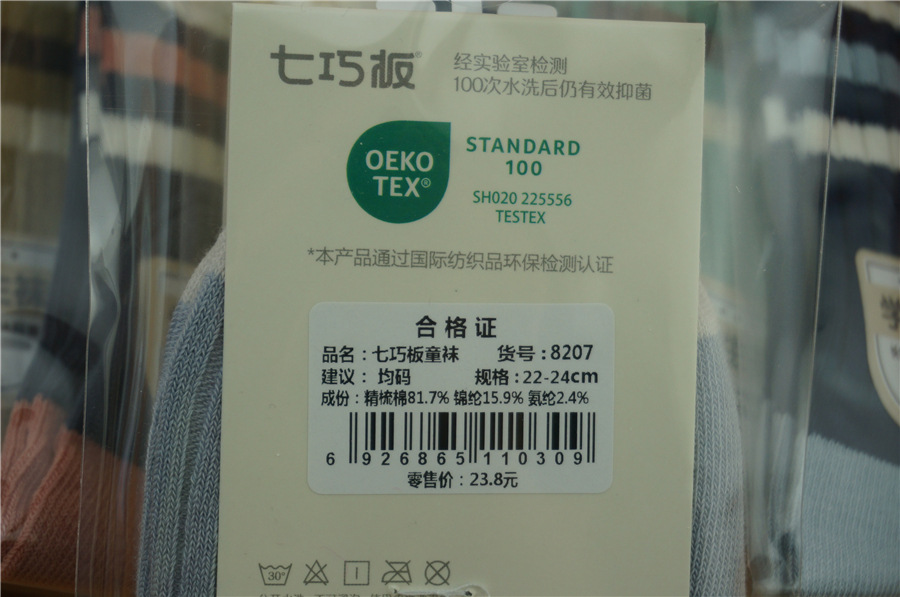 七巧板®
经实验室检测
100次水洗后仍有效抑菌
OEKO
TEX®
STANDARD
100
SH020 225556
TESTEX
*本产品通过国际纺织品环保检测认证
合格证
品名：七巧板童袜 货号：8207
建议： 均码 规格：22-24cm
成份：精梳棉81.7% 锦纶15.9% 氨纶2.4%
6 926865 110309
零售价：23.8元
30°